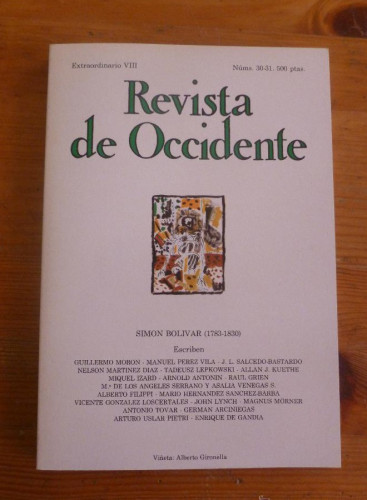 Extraordinario VIII Núms. 30-31. 500 ptas.
Revista
de Occidente
SIMON BOLIVAR (1783-1830)
Escriben
GUILLERMO MORON - MANUEL PEREZ VILA - J. L. SALCEDO-BASTARDO
NELSON MARTINEZ DIAZ - TADEUSZ LEPKOWSKI - ALLAN J. KUETHE
MIQUEL IZARD - ARNOLD ANTONIN - RAUL GRIEN
M.ª DE LOS ANGELES SERRANO Y ASALIA VENEGAS S.
ALBERTO FILIPPI - MARIO HERNANDEZ SANCHEZ-BARBA
VICENTE GONZALEZ LOSCERTALES - JOHN LYNCH - MAGNUS MÖRNER
ANTONIO TOVAR - GERMAN ARCINIEGAS
ARTURO USLAR PIETRI - ENRIQUE DE GANDIA
Viñeta: Alberto Gironella